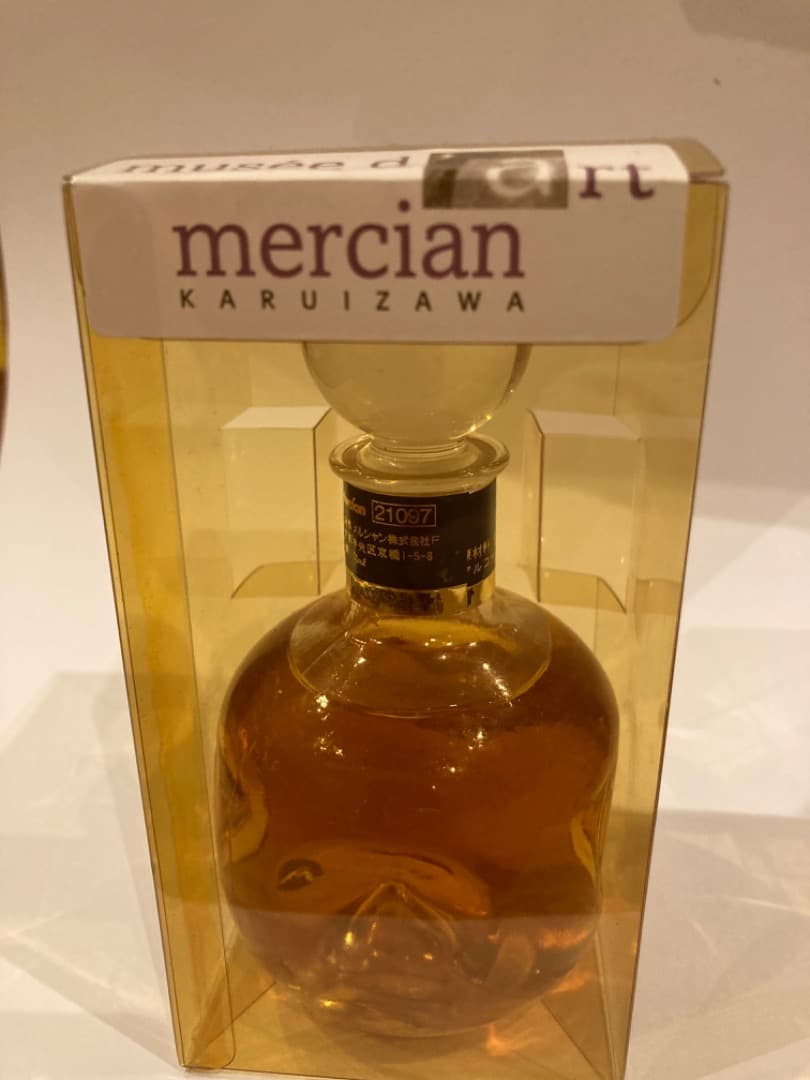 musée d'art
mercian
KARUIZAWA
21097
メルシャン株式会社
区京橋1-5-8